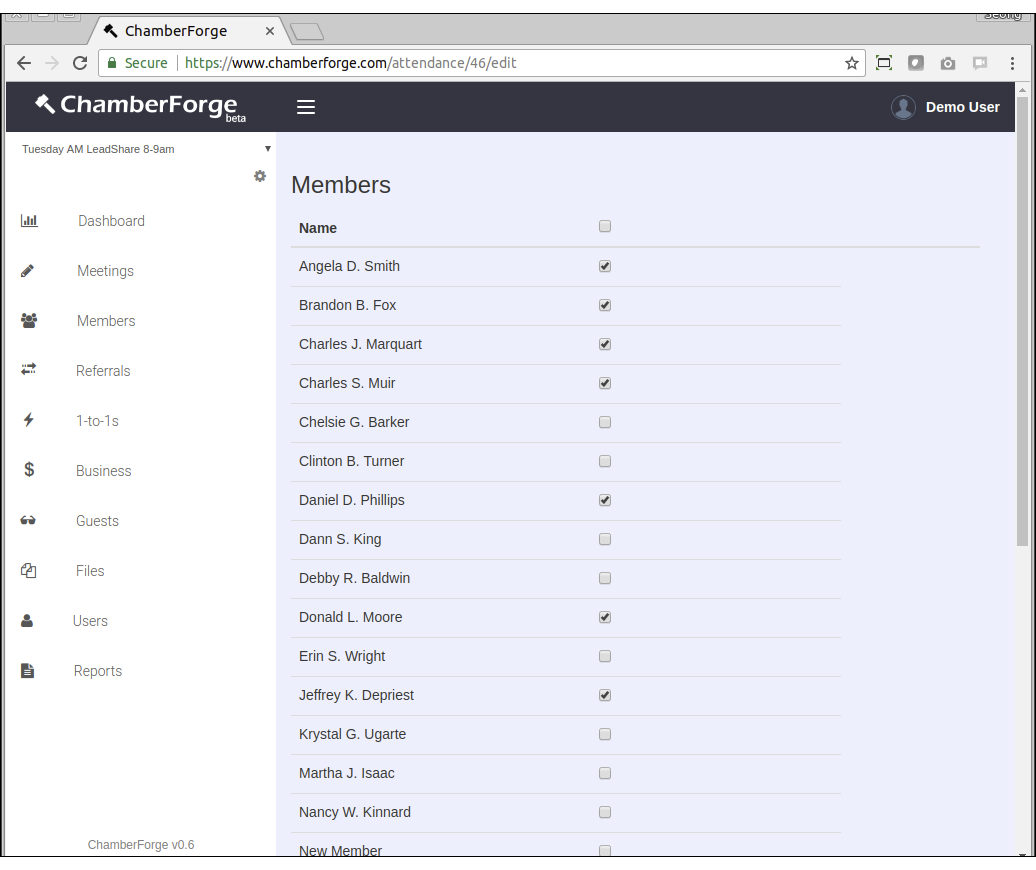 Seong
ChamberForge
Secure
https://www.chamberforge.com/attendance/46/edit
ChamberForge
beta
Demo User
Tuesday AM LeadShare 8-9am
Dashboard
Meetings
Members
Referrals
1-to-1s
Business
Guests
Files
Users
Reports
ChamberForge v0.6
Members
Name
Angela D. Smith
Brandon B. Fox
Charles J. Marquart
Charles S. Muir
Chelsie G. Barker
Clinton B. Turner
Daniel D. Phillips
Dann S. King
Debby R. Baldwin
Donald L. Moore
Erin S. Wright
Jeffrey K. Depriest
Krystal G. Ugarte
Martha J. Isaac
Nancy W. Kinnard
New Member